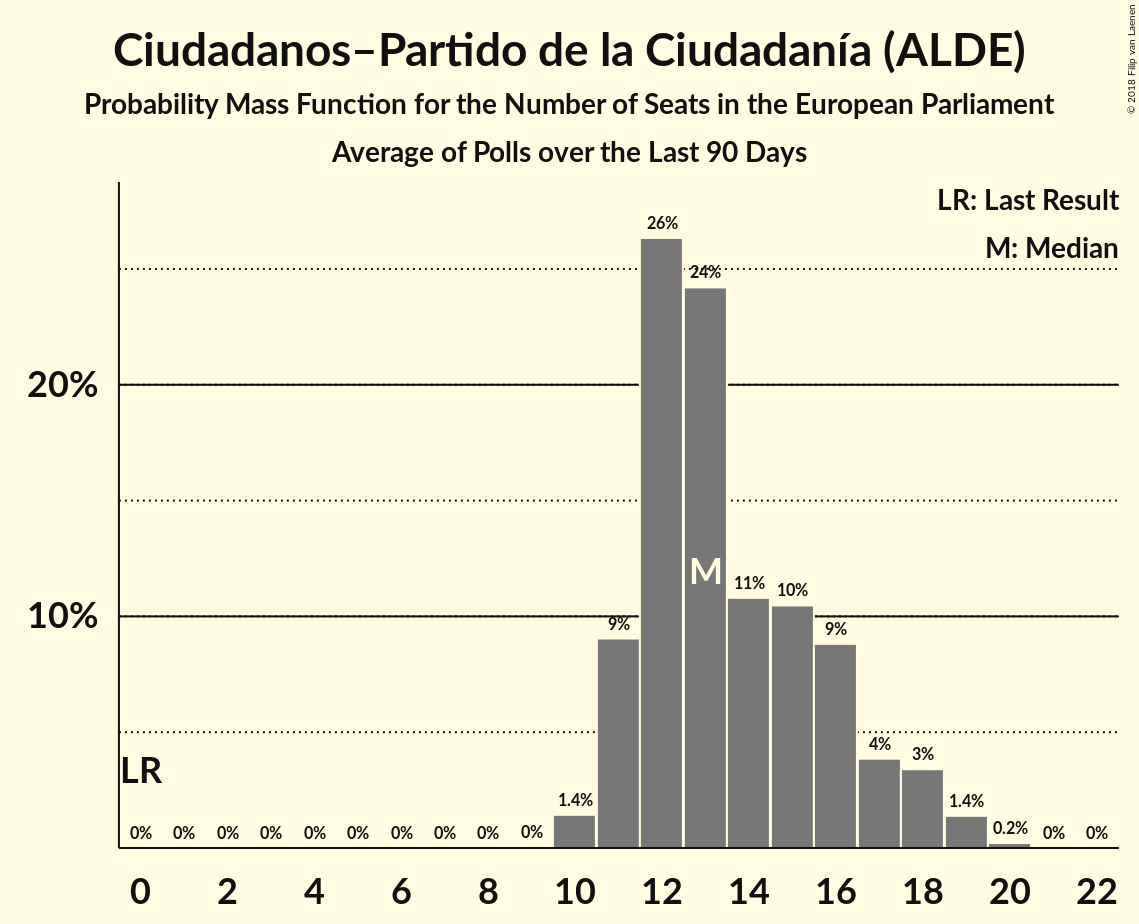 Ciudadanos–Partido de la Ciudadanía (ALDE)
Probability Mass Function for the Number of Seats in the European Parliament
Average of Polls over the Last 90 Days
© 2018 Filip van Laenen
LR: Last Result
M: Median
26%
24%
20%
M
11%
10%
10%
9%
9%
4%
3%
LR
1.4%
1.4%
0% 0% 0% 0% 0% 0% 0% 0% 0% 0% 0.2% 0% 0%
0 2 4 6 8 10 12 14 16 18 20 22